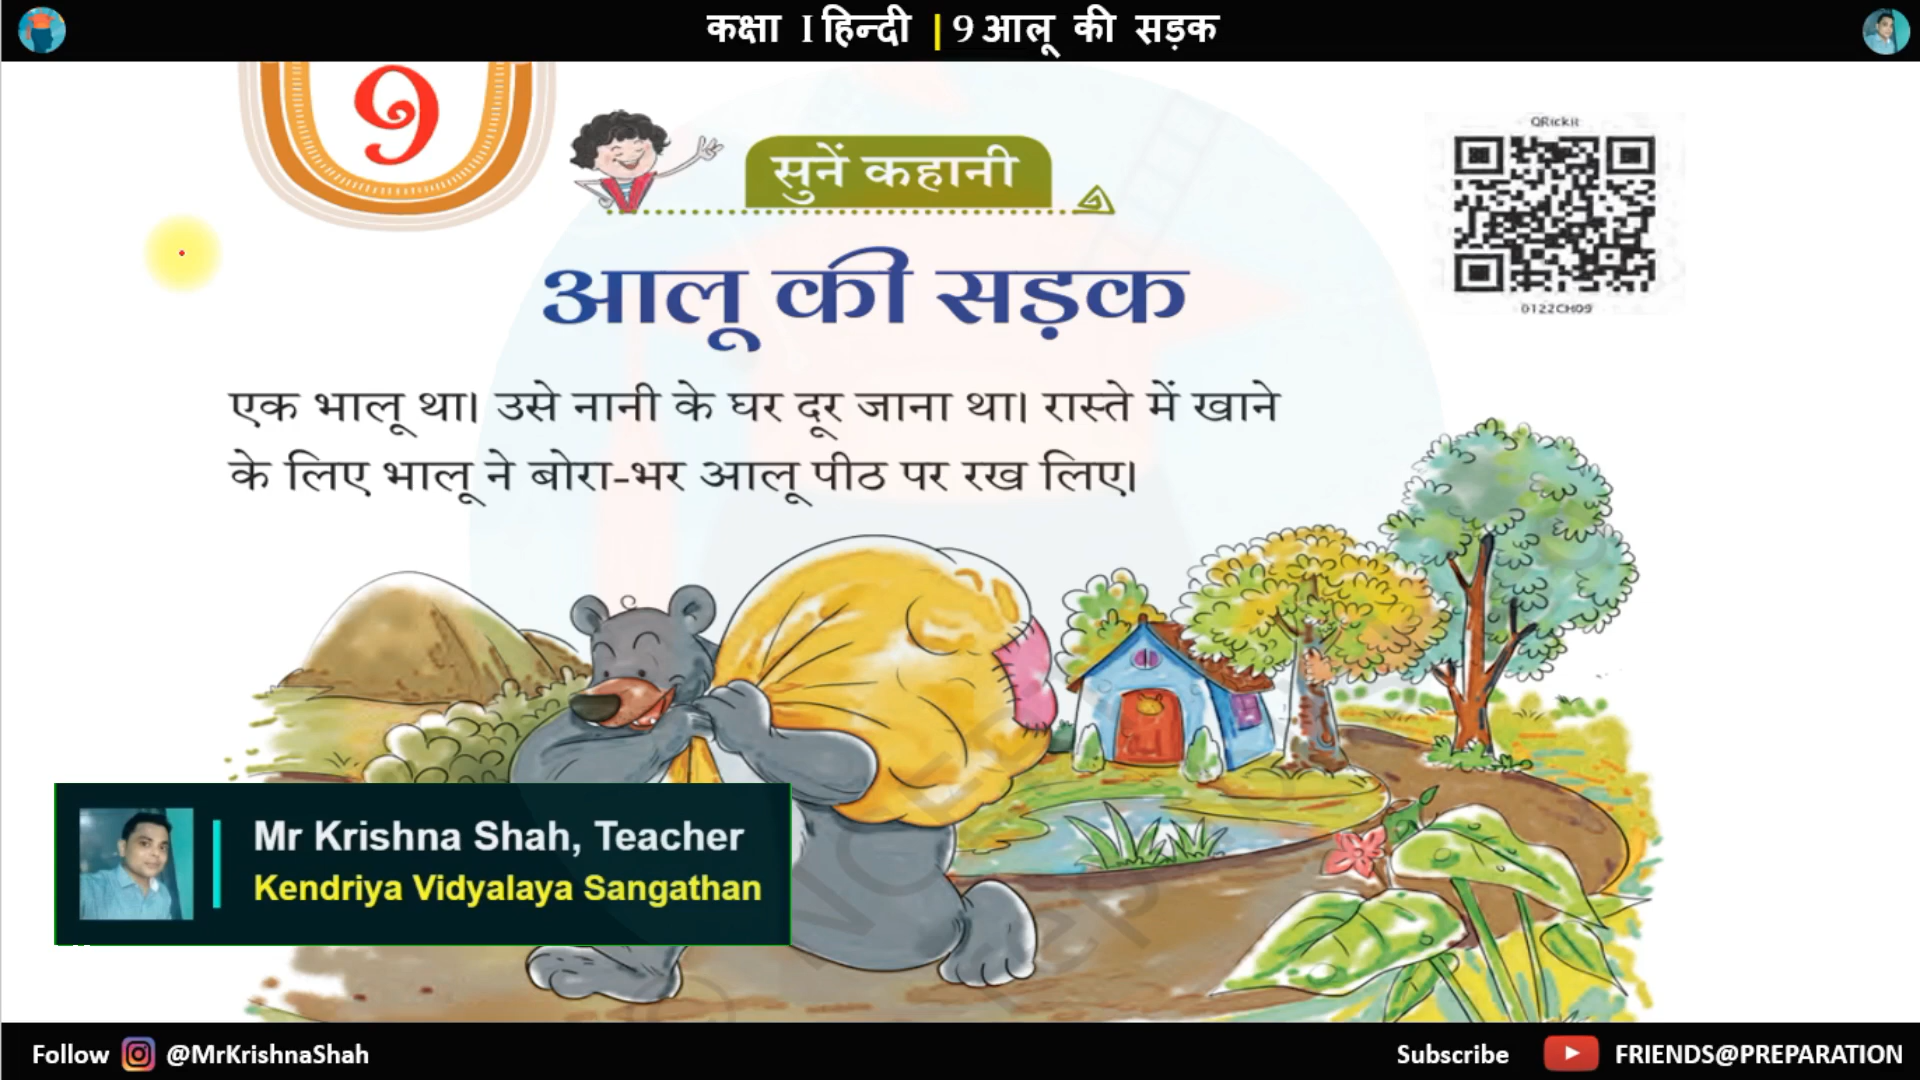 कक्षा I हिन्दी | 9 आलू की सड़क
9
सुनें कहानी
QRickit
0122CH09
आलू की सड़क
एक भालू था। उसे नानी के घर दूर जाना था। रास्ते में खाने
के लिए भालू ने बोरा-भर आलू पीठ पर रख लिए।
Mr Krishna Shah, Teacher
Kendriya Vidyalaya Sangathan
Follow @MrKrishnaShah
Subscribe FRIENDS@PREPARATION